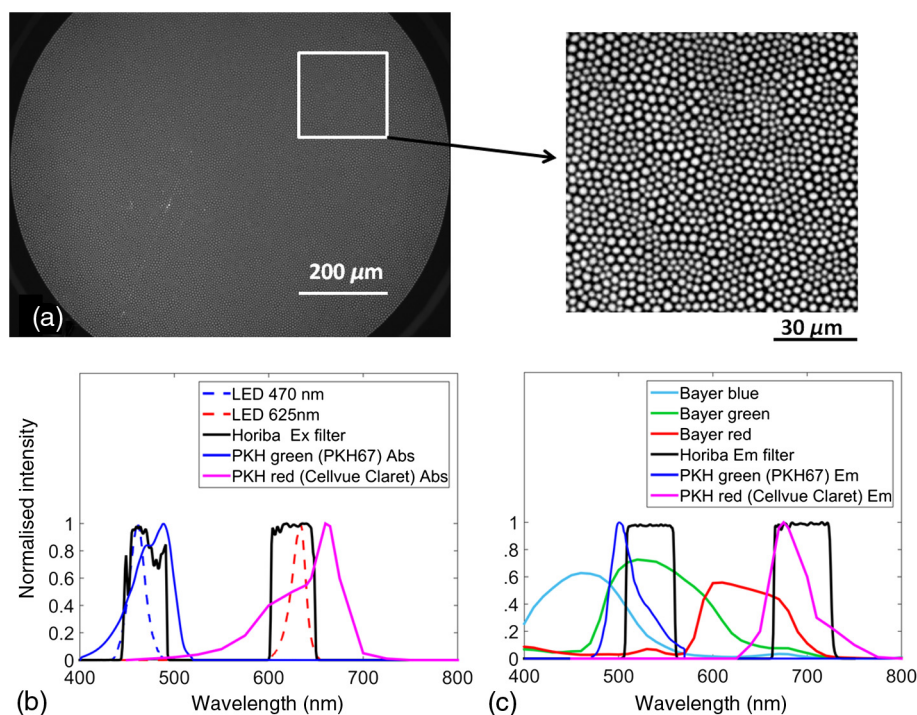 200 µm
(a)
30 µm
LED 470 nm
LED 625nm
Horiba Ex filter
PKH green (PKH67) Abs
PKH red (Cellvue Claret) Abs
Normalised intensity
1
0.8
0.6
0.4
0.2
0
400 500 600 700 800
Wavelength (nm)
(b)
Bayer blue
Bayer green
Bayer red
Horiba Em filter
PKH green (PKH67) Em
PKH red (Cellvue Claret) Em
1
.8
.6
.4
.2
0
400 500 600 700 800
Wavelength (nm)
(c)